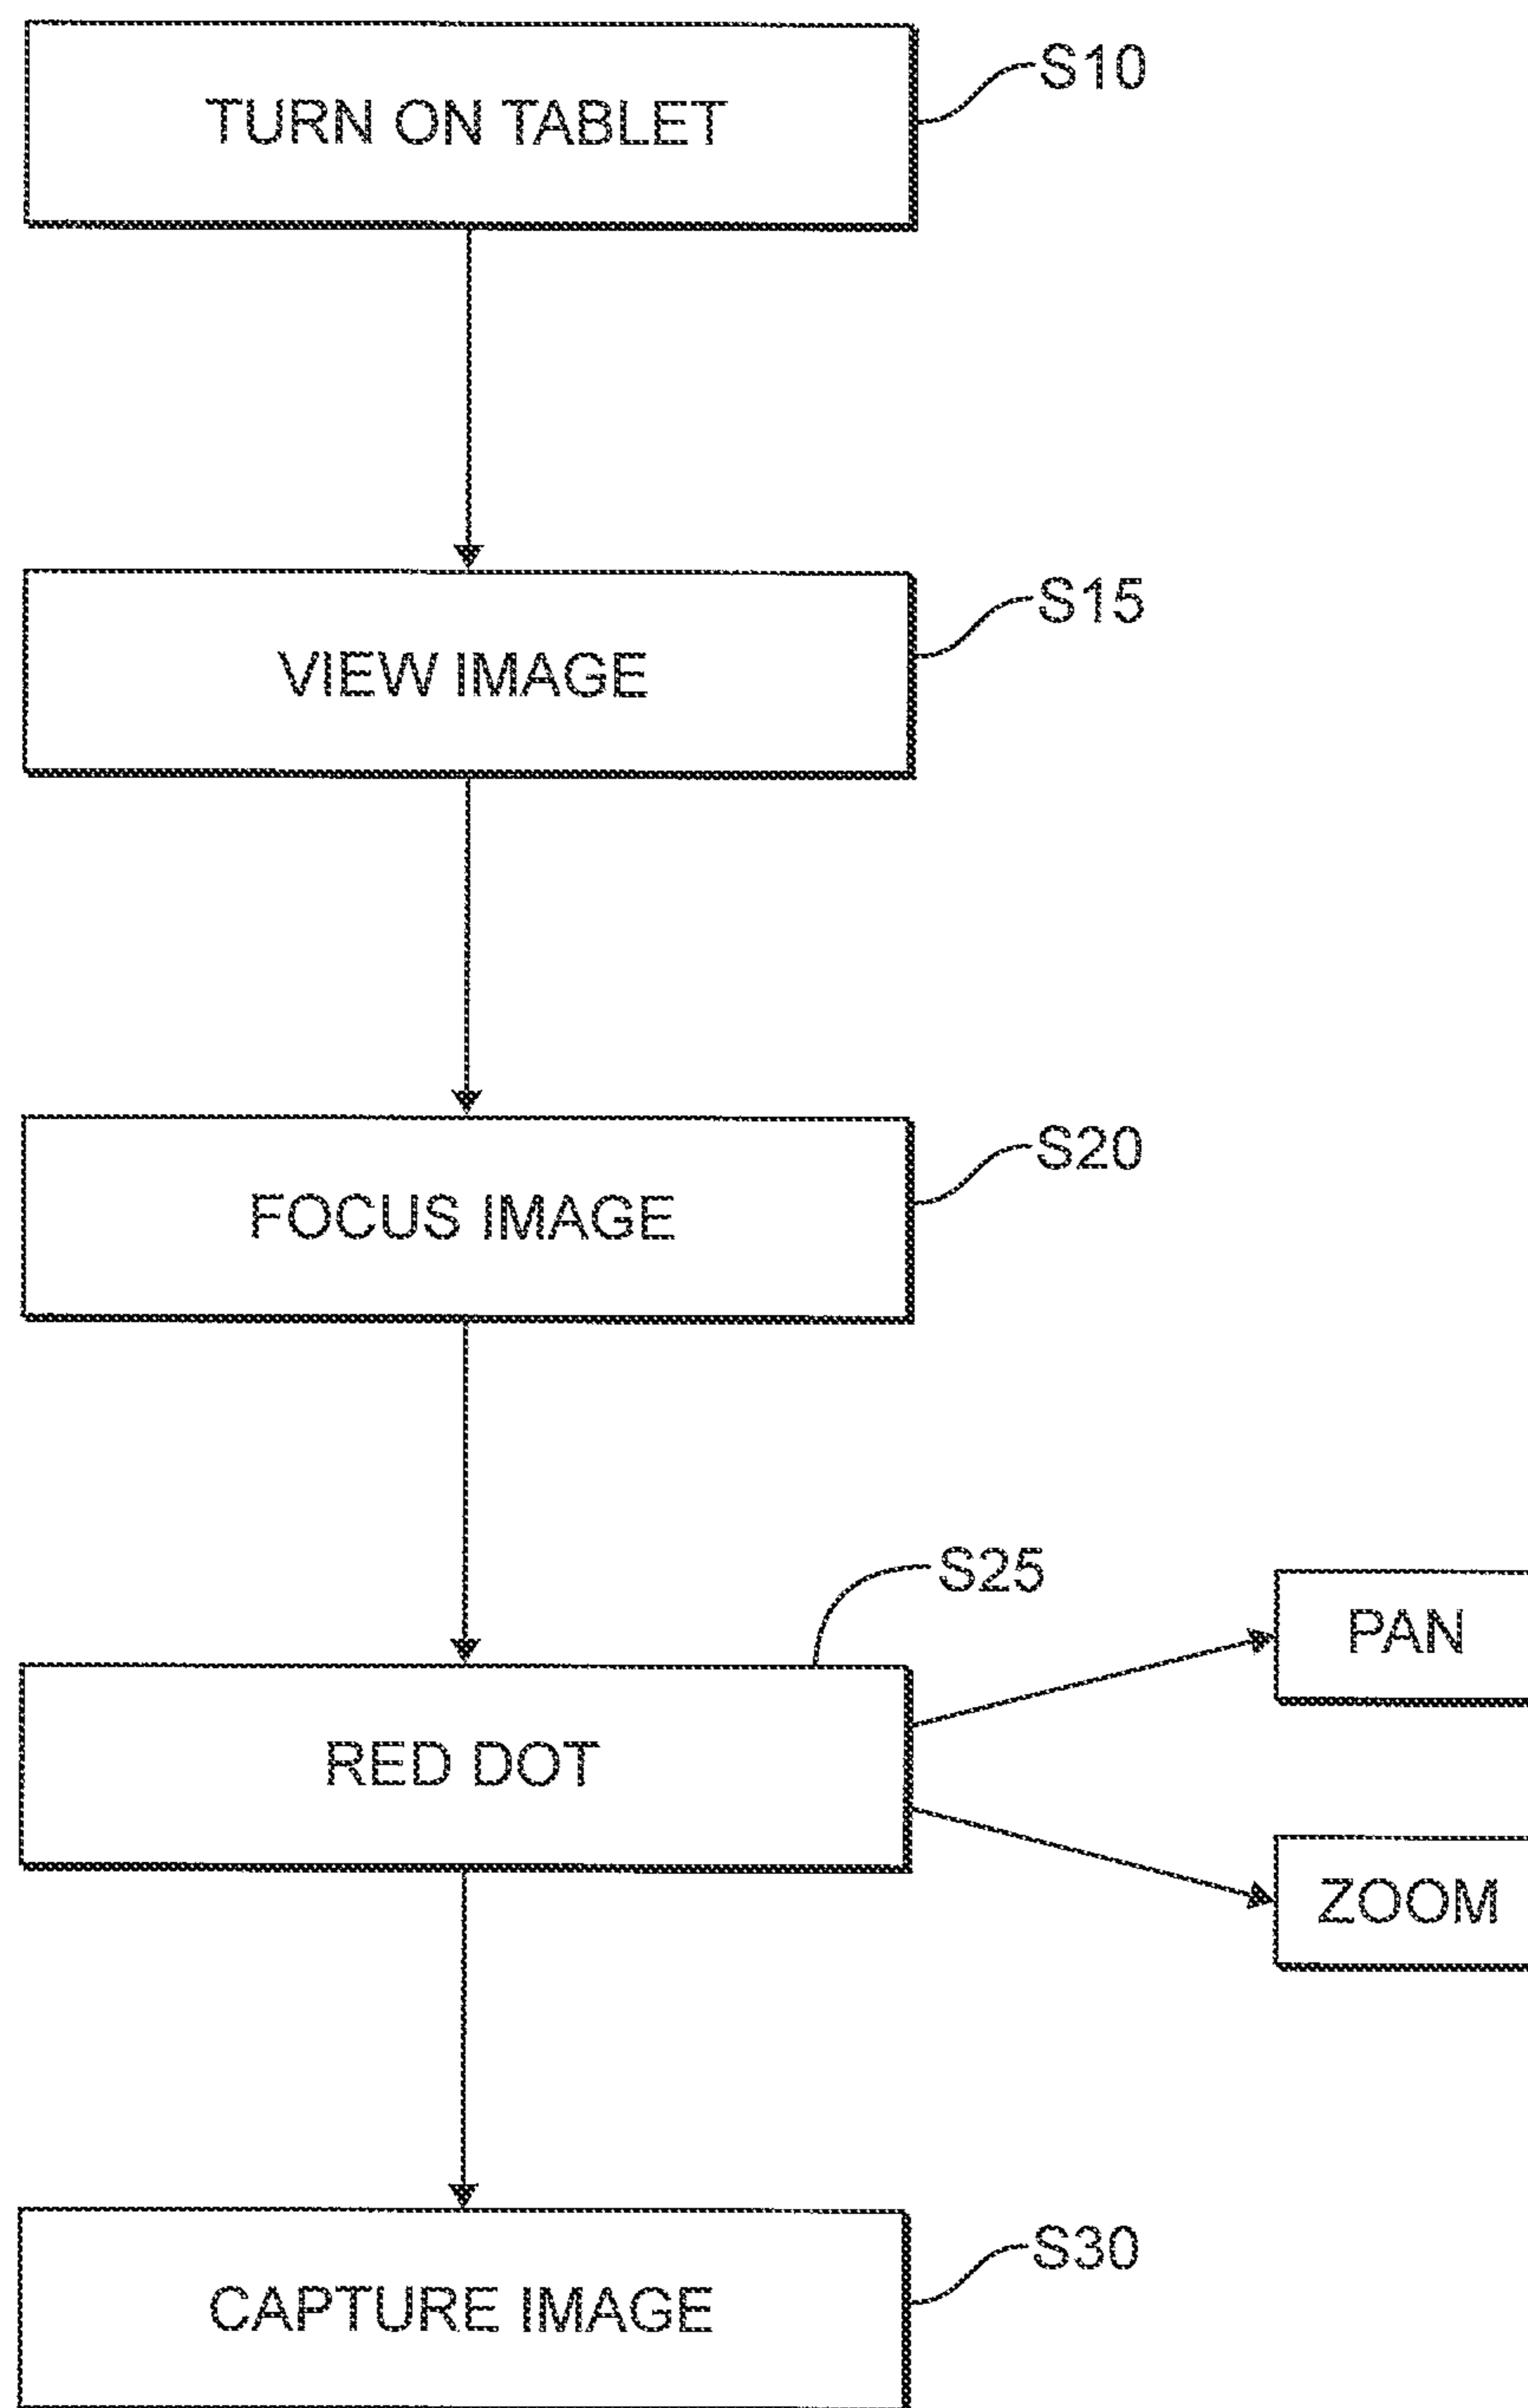 TURN ON TABLET
S10
VIEW IMAGE
S15
FOCUS IMAGE
S20
S25
RED DOT
PAN
ZOOM
CAPTURE IMAGE
S30